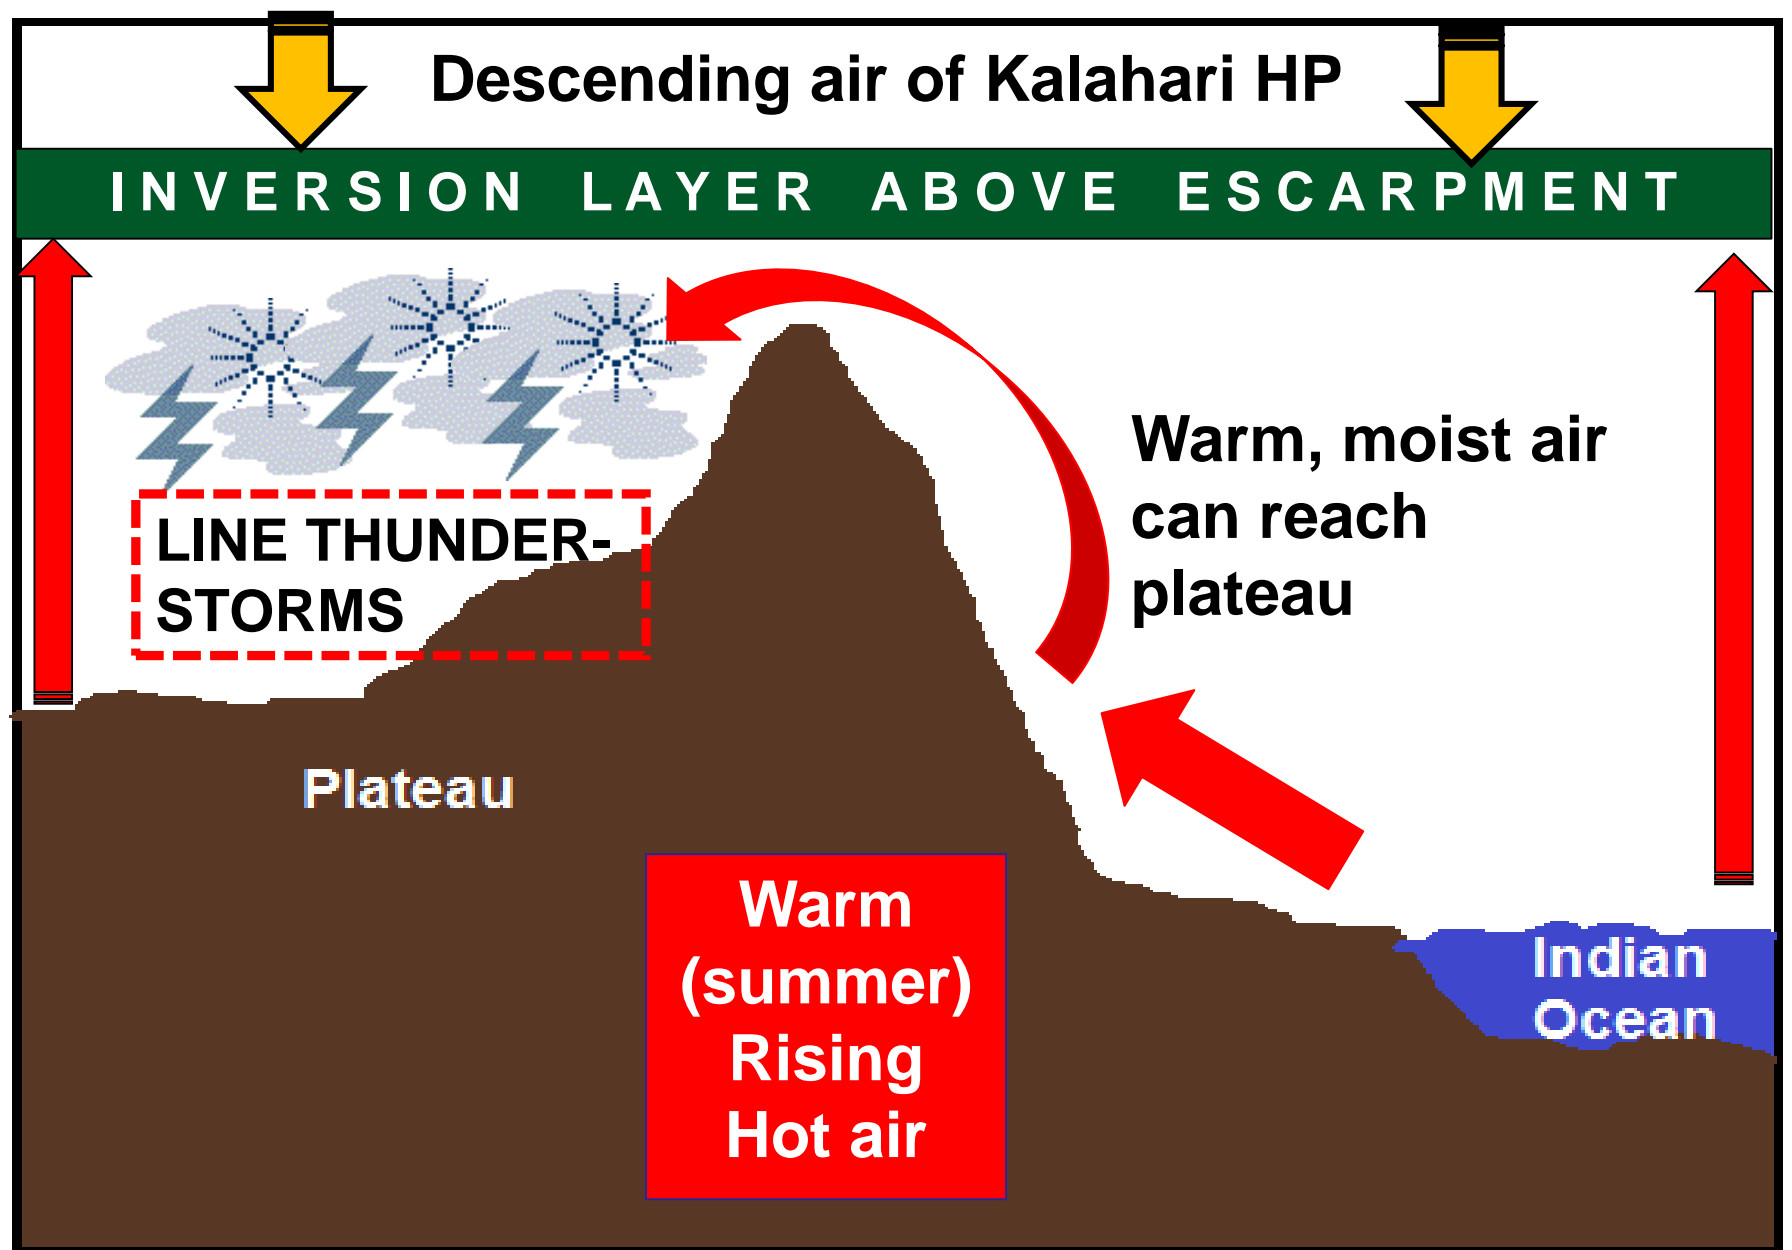 Descending air of Kalahari HP
INVERSION LAYER ABOVE ESCARPMENT
Warm, moist air
can reach
plateau
LINE THUNDER-
STORMS
Plateau
Warm
(summer)
Rising
Hot air
Indian
Ocean